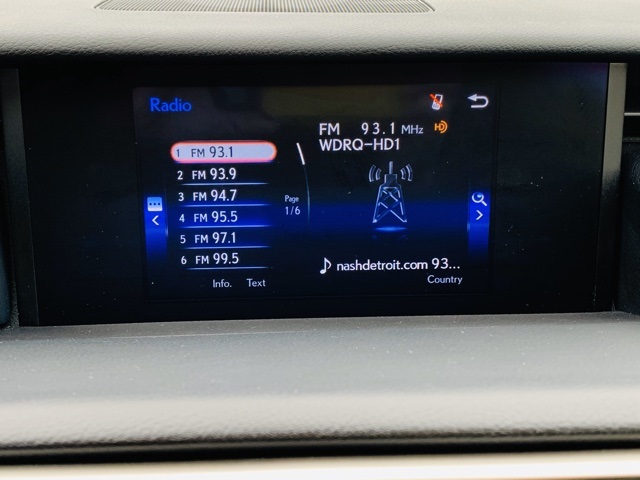 Radio
FM 93.1 MHz HD
WDRQ-HD1
1 FM 93.1
2 FM 93.9
3 FM 94.7
4 FM 95.5
5 FM 97.1
6 FM 99.5
Page
1/6
nashdetroit.com 93...
Info. Text
Country